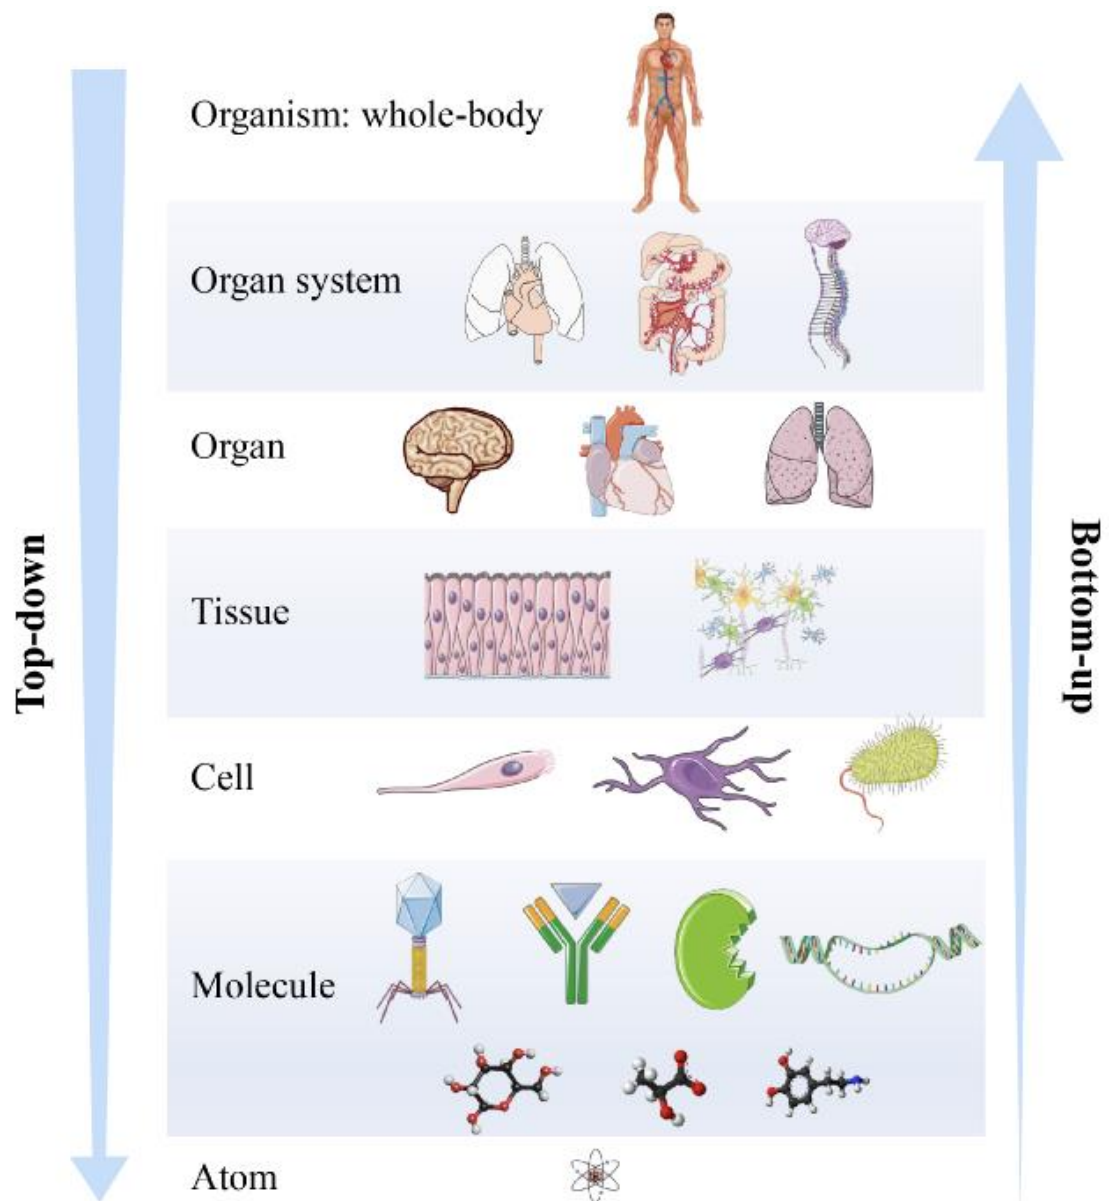 Organism: whole-body
Organ system
Organ
Tissue
Cell
Molecule
Atom
Top-down
Bottom-up